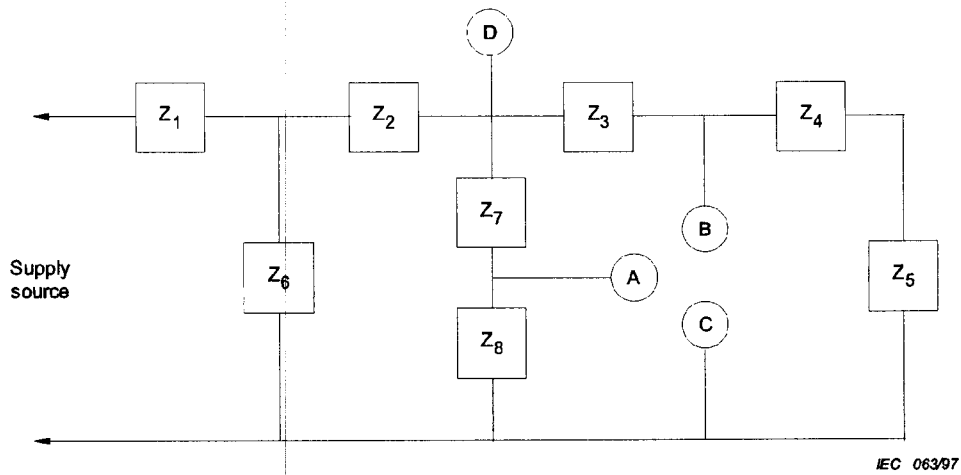 D
Z1
Z2
Z3
Z4
Z7
B
Supply
source
Z6
A
Z5
C
Z8
IEC 063/97